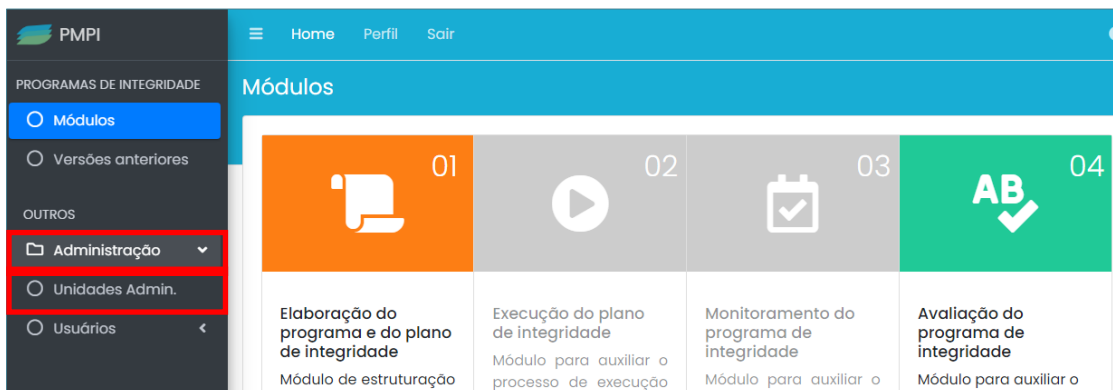 PMPI
Home Perfil Sair
PROGRAMAS DE INTEGRIDADE
Módulos
Versões anteriores
OUTROS
Administração
Unidades Admin.
Usuários
Módulos
01
02
03
04
AB
Elaboração do
programa e do plano
de integridade
Módulo de estruturação
Execução do plano
de integridade
Módulo para auxiliar o
processo de execução
Monitoramento do
programa de
integridade
Módulo para auxiliar o
Avaliação do
programa de
integridade
Módulo para auxiliar o